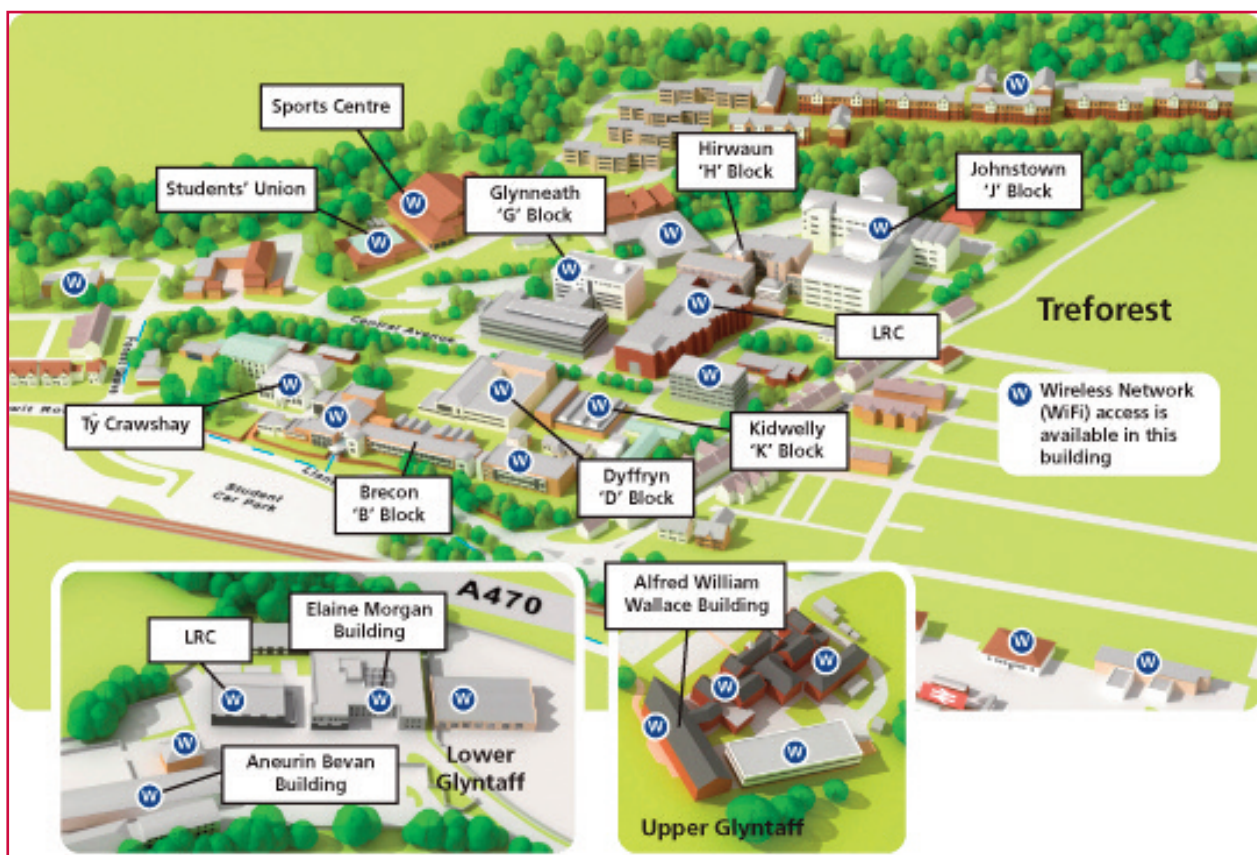 Sports Centre
Students' Union
Glynneath
'G' Block
Hirwaun
'H' Block
Johnstown
'J' Block
Treforest
LRC
Central Avenue
W Wireless Network
(WiFi) access is
available in this
building
Tŷ Crawshay
Kidwelly
'K' Block
Dyffryn
'D' Block
Brecon
'B' Block
Student
Car Park
A470
Alfred William
Wallace Building
Elaine Morgan
Building
LRC
Lower
Glyntaff
Aneurin Bevan
Building
Upper Glyntaff